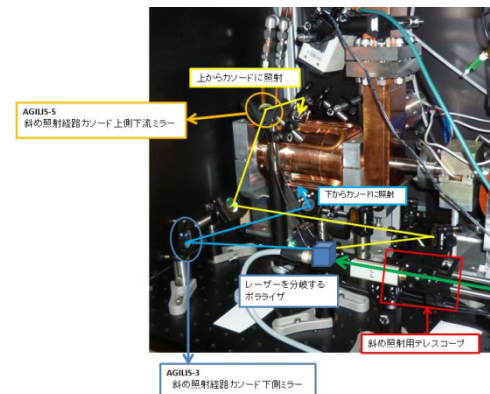 上からカソードに照射
AGILIS-5
斜め照射経路カソード上側下流ミラー
下からカソードに照射
レーザーを分岐する
ポラライザ
斜め照射用テレスコープ
AGILIS-3
斜め照射経路カソード下側ミラー